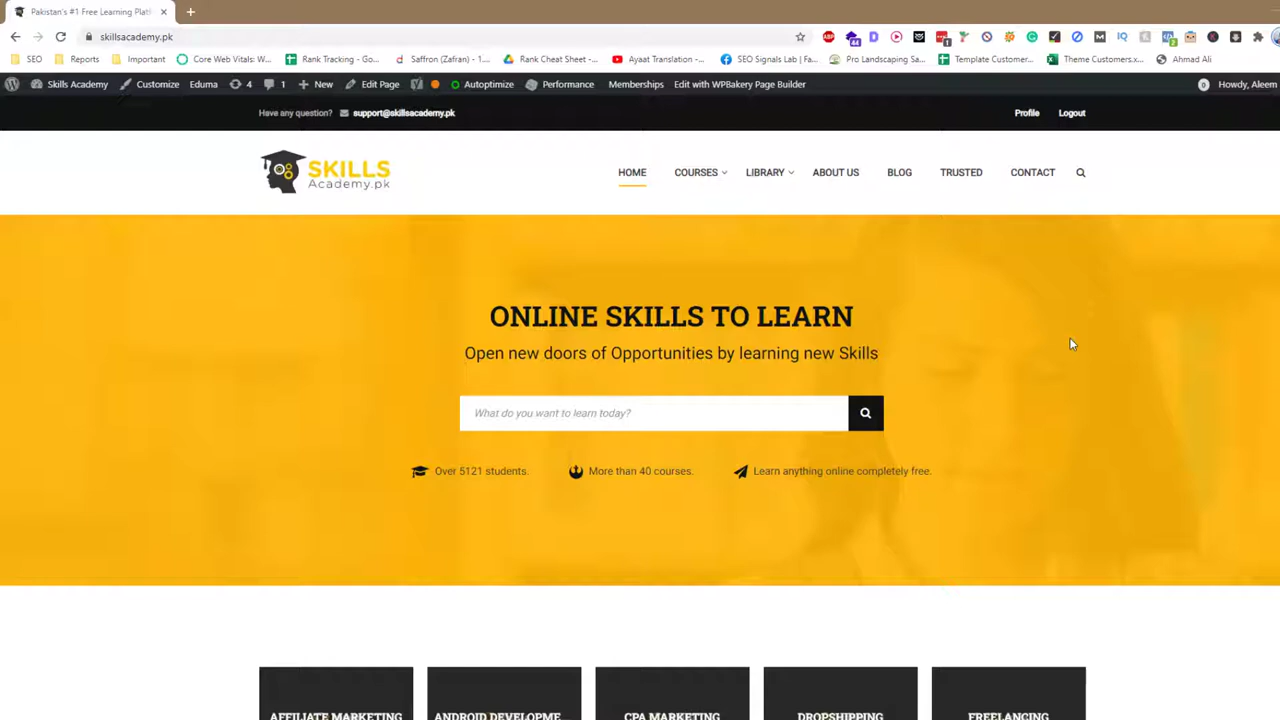 Pakistan's #1 Free Learning Platf
skillsacademy.pk
SEO Reports Important Core Web Vitals: W... Rank Tracking - Go... Saffron (Zafran) - 1.... Rank Cheat Sheet -... Ayaat Translation -... SEO Signals Lab | Fa... Pro Landscaping Sa... Template Customer... Theme Customers.x... Ahmad Ali
Skills Academy Customize Eduma 4 1 New Edit Page Autoptimize Performance Memberships Edit with WPBakery Page Builder 0 Howdy, Aleem
Have any question? support@skillsacademy.pk Profile Logout
SKILLS
Academy.pk
HOME COURSES LIBRARY ABOUT US BLOG TRUSTED CONTACT
ONLINE SKILLS TO LEARN
Open new doors of Opportunities by learning new Skills
What do you want to learn today?
Over 5121 students. More than 40 courses. Learn anything online completely free.
AFFILIATE MARKETING ANDROID DEVELOPME CPA MARKETING DROPSHIPPING FREELANCING